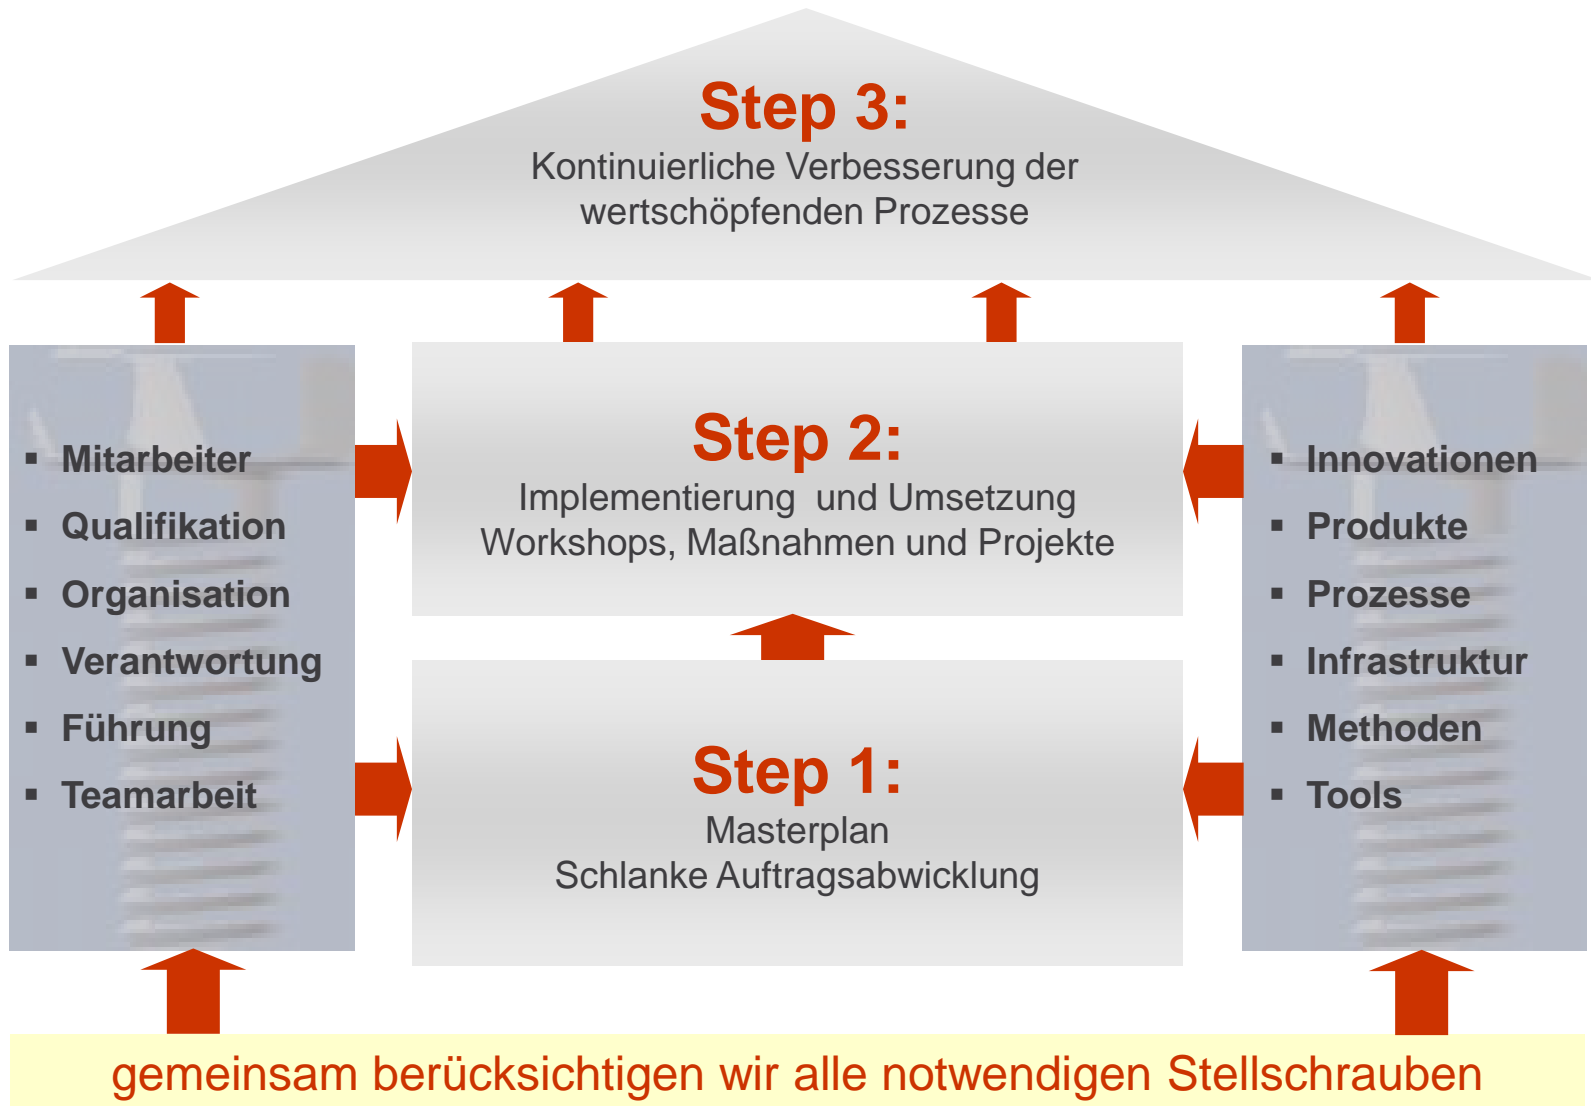 Step 3:
Kontinuierliche Verbesserung der
wertschöpfenden Prozesse
▪ Mitarbeiter
▪ Qualifikation
▪ Organisation
▪ Verantwortung
▪ Führung
▪ Teamarbeit
Step 2:
Implementierung und Umsetzung
Workshops, Maßnahmen und Projekte
Step 1:
Masterplan
Schlanke Auftragsabwicklung
▪ Innovationen
▪ Produkte
▪ Prozesse
▪ Infrastruktur
▪ Methoden
▪ Tools
gemeinsam berücksichtigen wir alle notwendigen Stellschrauben